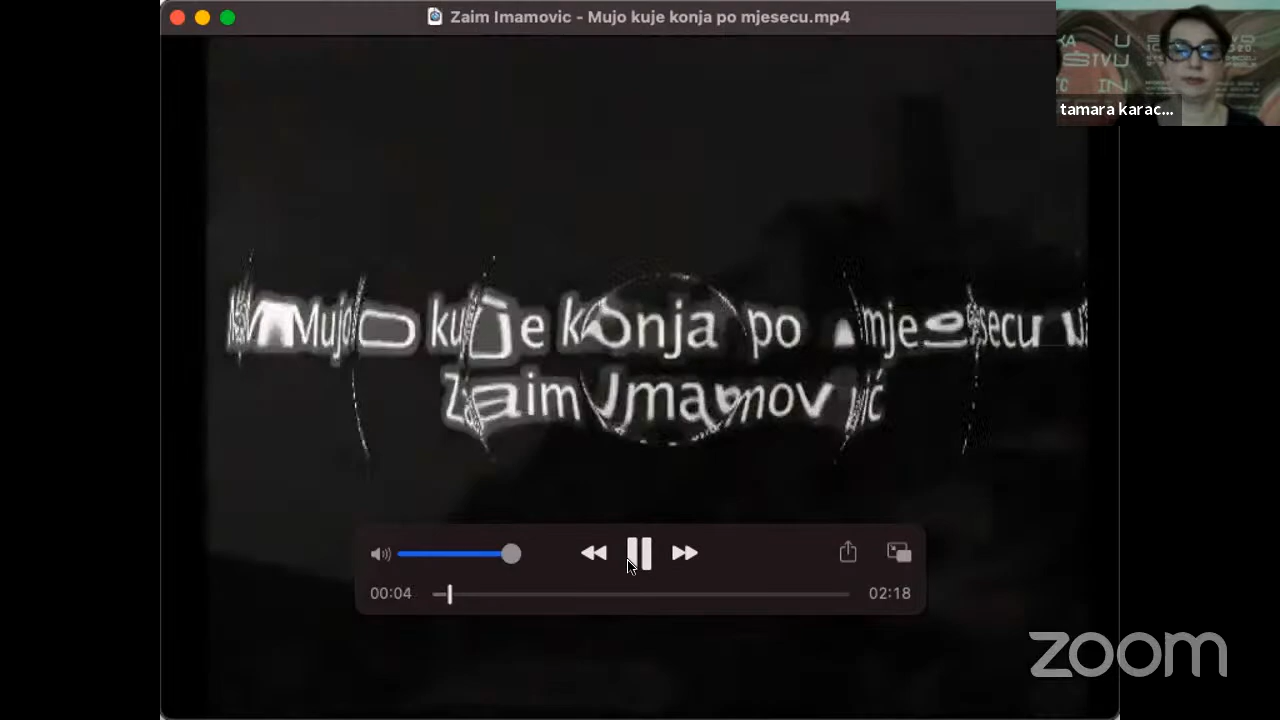 Zaim Imamovic - Mujo kuje konja po mjesecu.mp4
tamara karac...
Mujo kuje konja po mjesecu
Zaim Imamović
00:04
02:18
zoom